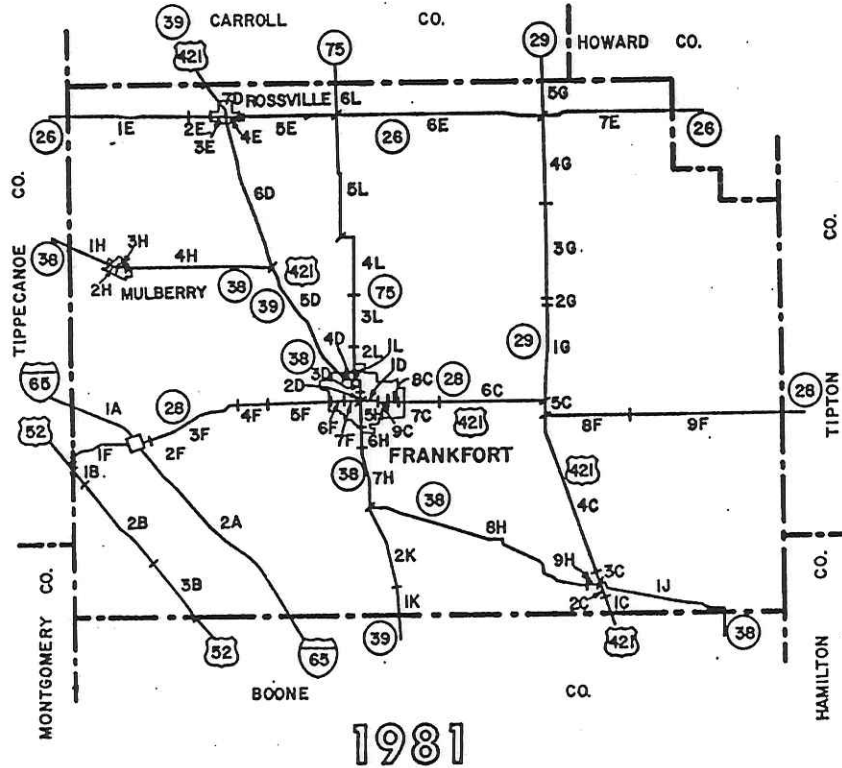 39 CARROLL CO.
421 75 29 HOWARD CO.
7D ROSSVILLE 6L 5G
26 1E 2E 3E 4E 5E 26 6E 7E 26
4G
CO. 6D 5L CO.
38 1H 3H 4H 421 4L 3G
2H MULBERRY 38 39 5D 75 2G
TIPPECANOE 3L 29 1G
4D 1L
38 2L
65 3D 1D 8C 28 6C
2D 28
1A 28 4F 5F 5H 7C 421 5C
52 3F 6F 7F 6H 9C 8F 9F TIPTON
1F 2F FRANKFORT
1B 38 7H 421
38 4C
2B 2A 8H
CO. 2K 9H 3C CO.
3B 1K 2C 1C 1J
MONTGOMERY 52 65 39 421 38 HAMILTON
BOONE CO.
1981